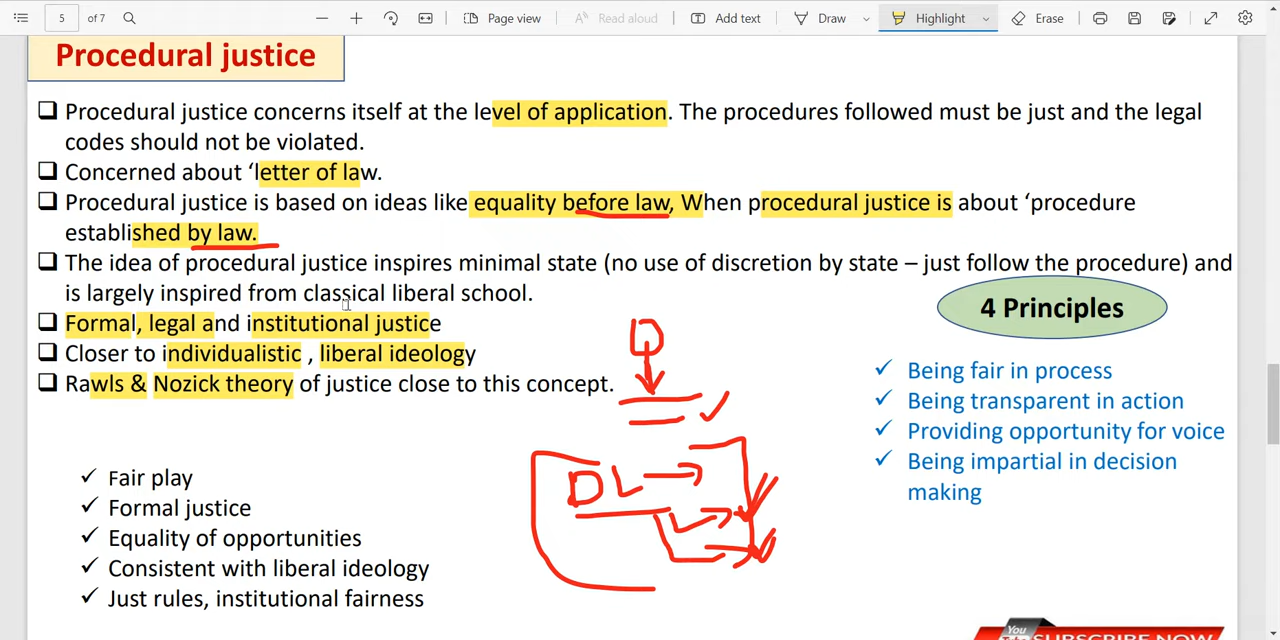 5 of 7 Page view Read aloud Add text Draw Highlight Erase
Procedural justice
Procedural justice concerns itself at the level of application. The procedures followed must be just and the legal
codes should not be violated.
Concerned about ‘letter of law.
Procedural justice is based on ideas like equality before law, When procedural justice is about ‘procedure
established by law.
The idea of procedural justice inspires minimal state (no use of discretion by state – just follow the procedure) and
is largely inspired from classical liberal school.
Formal, legal and institutional justice
Closer to individualistic , liberal ideology
Rawls & Nozick theory of justice close to this concept.
D
DL
Fair play
Formal justice
Equality of opportunities
Consistent with liberal ideology
Just rules, institutional fairness
4 Principles
Being fair in process
Being transparent in action
Providing opportunity for voice
Being impartial in decision
making
You
SUBSCRIBE NOW